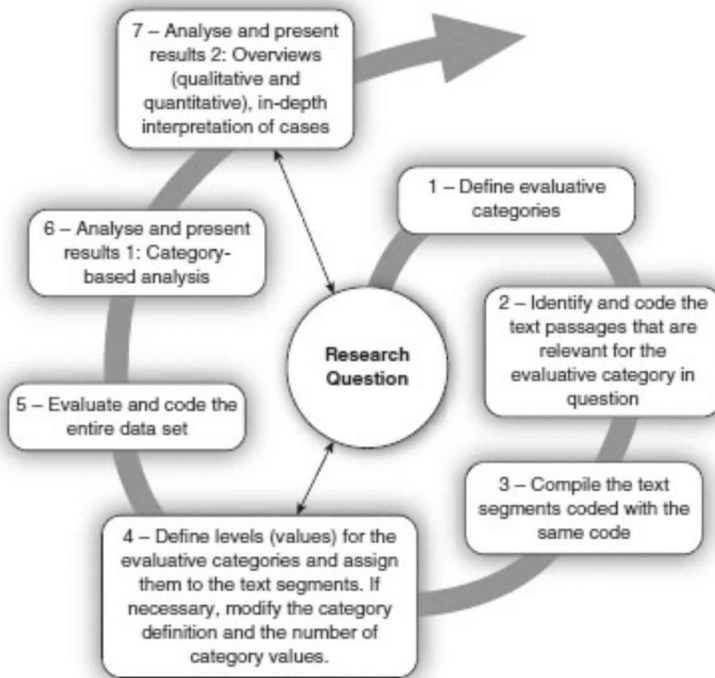 7 – Analyse and present
results 2: Overviews
(qualitative and
quantitative), in-depth
interpretation of cases
1 – Define evaluative
categories
6 – Analyse and present
results 1: Category-
based analysis
2 – Identify and code the
text passages that are
relevant for the
evaluative category in
question
Research
Question
5 – Evaluate and code the
entire data set
3 – Compile the text
segments coded with the
same code
4 – Define levels (values) for the
evaluative categories and assign
them to the text segments. If
necessary, modify the category
definition and the number of
category values.